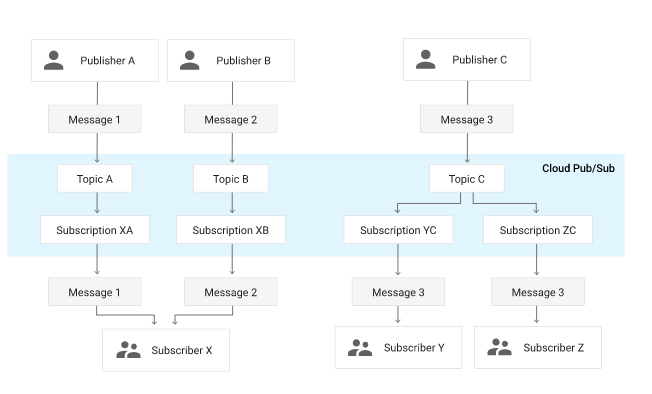 Publisher A
Publisher B
Publisher C
Message 1
Message 2
Message 3
Cloud Pub/Sub
Topic A
Topic B
Topic C
Subscription XA
Subscription XB
Subscription YC
Subscription ZC
Message 1
Message 2
Message 3
Message 3
Subscriber X
Subscriber Y
Subscriber Z